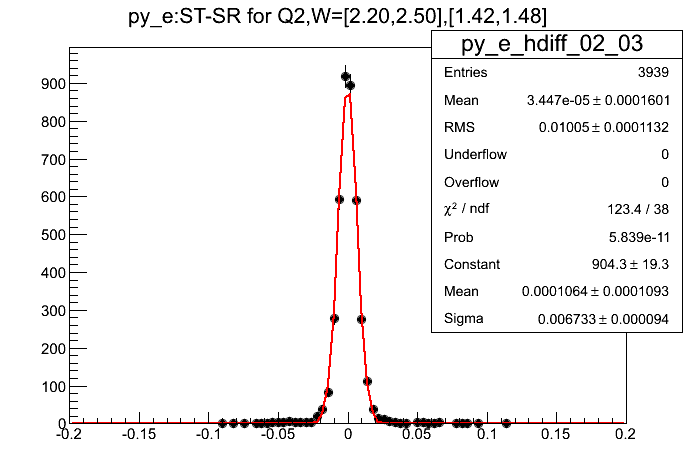 py_e:ST-SR for Q2,W=[2.20,2.50],[1.42,1.48]
py_e_hdiff_02_03
Entries 3939
Mean 3.447e-05 ± 0.0001601
RMS 0.01005 ± 0.0001132
Underflow 0
Overflow 0
χ² / ndf 123.4 / 38
Prob 5.839e-11
Constant 904.3 ± 19.3
Mean 0.0001064 ± 0.0001093
Sigma 0.006733 ± 0.000094
900
800
700
600
500
400
300
200
100
0
-0.2 -0.15 -0.1 -0.05 0 0.05 0.1 0.15 0.2